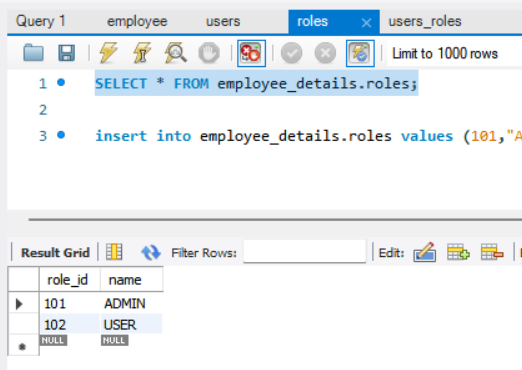 Query 1 employee users roles users_roles
Limit to 1000 rows
1 SELECT * FROM employee_details.roles;
2
3 insert into employee_details.roles values (101,"A
Result Grid Filter Rows: Edit:
role_id name
101 ADMIN
102 USER
NULL NULL